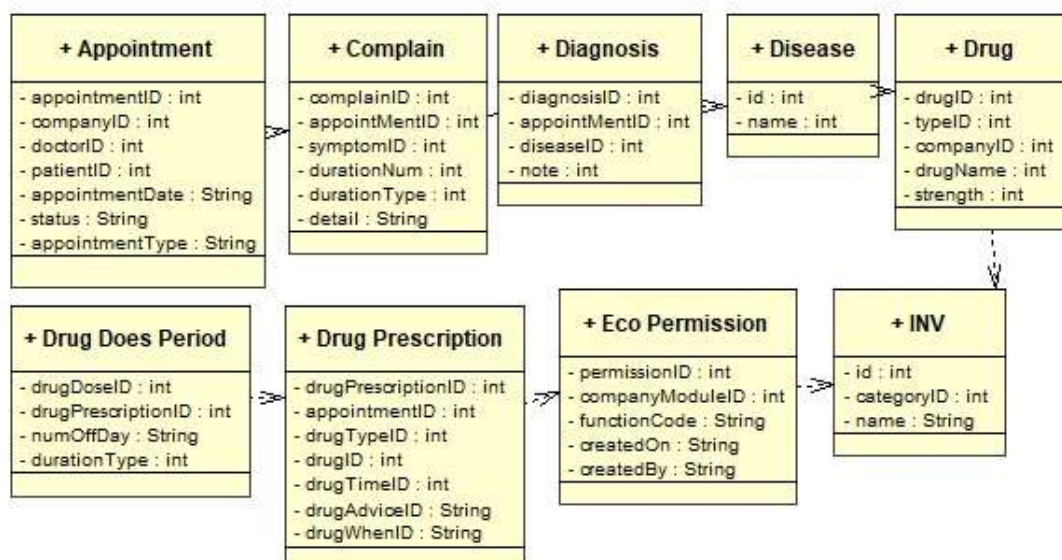 + Appointment
- appointmentID : int
- companyID : int
- doctorID : int
- patientID : int
- appointmentDate : String
- status : String
- appointmentType : String
+ Complain
- complainID : int
- appointMentID : int
- symptomID : int
- durationNum : int
- durationType : int
- detail : String
+ Diagnosis
- diagnosisID : int
- appointMentID : int
- diseaseID : int
- note : int
+ Disease
- id : int
- name : int
+ Drug
- drugID : int
- typeID : int
- companyID : int
- drugName : int
- strength : int
+ Drug Does Period
- drugDoseID : int
- drugPrescriptionID : int
- numOffDay : String
- durationType : int
+ Drug Prescription
- drugPrescriptionID : int
- appointmentID : int
- drugTypeID : int
- drugID : int
- drugTimeID : int
- drugAdviceID : String
- drugWhenID : String
+ Eco Permission
- permissionID : int
- companyModuleID : int
- functionCode : String
- createdOn : String
- createdBy : String
+ INV
- id : int
- categoryID : int
- name : String